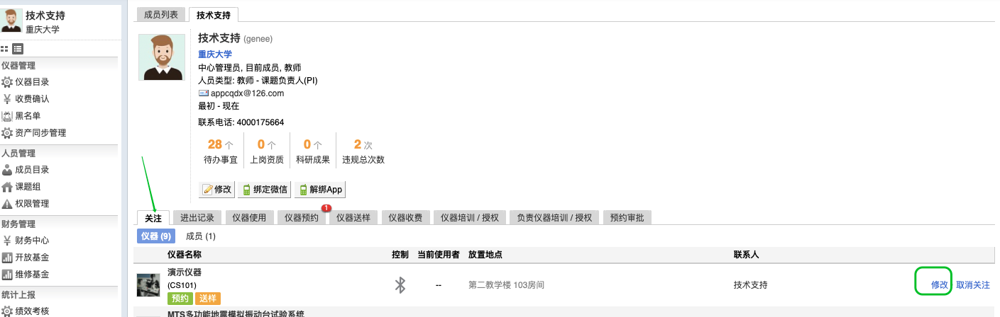 技术支持
重庆大学
仪器管理
仪器目录
收费确认
黑名单
资产同步管理
人员管理
成员目录
课题组
权限管理
财务管理
财务中心
开放基金
维修基金
统计上报
绩效考核
成员列表 技术支持
技术支持 (genee)
重庆大学
中心管理员, 目前成员, 教师
人员类型: 教师 - 课题负责人(PI)
appcqdx@126.com
最初 - 现在
联系电话: 4000175664
28 个 0 个 0 个 2 次
待办事宜 上岗资质 科研成果 违规总次数
修改 绑定微信 解绑App
关注 进出记录 仪器使用 仪器预约 1 仪器送样 仪器收费 仪器培训 / 授权 负责仪器培训 / 授权 预约审批
仪器 (9) 成员 (1)
仪器名称 控制 当前使用者 放置地点 联系人
演示仪器
(CS101) -- 第二教学楼 103房间 技术支持 修改 取消关注
预约 送样
MTS多功能地震模拟振动台试验系统